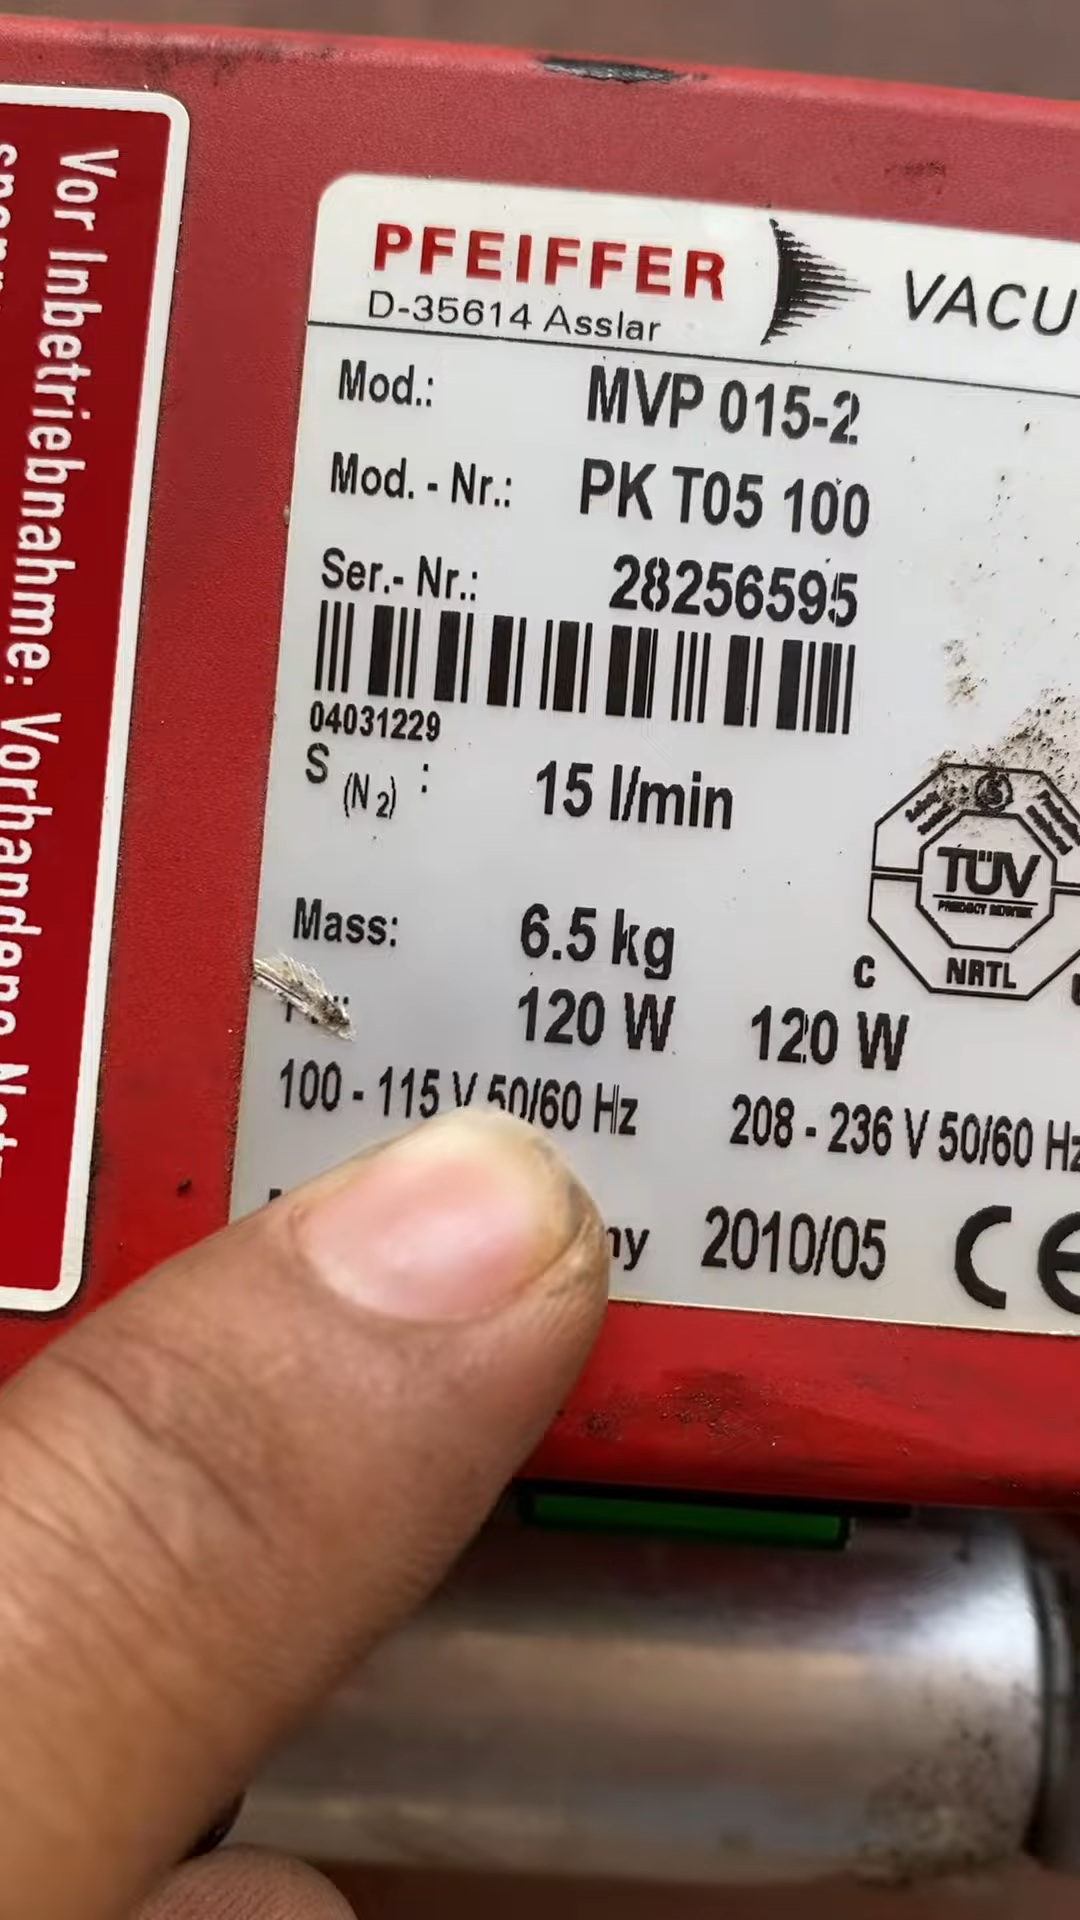 Vor Inbetriebnahme: Vorhandene Netz
PFEIFFER VACU
D-35614 Asslar
Mod.: MVP 015-2
Mod. - Nr.: PK T05 100
Ser.- Nr.: 28256595
04031229
S (N2) : 15 l/min
TÜV
C NRTL
Mass: 6.5 kg
120 W 120 W
100 - 115 V 50/60 Hz 208 - 236 V 50/60 Hz
ny 2010/05 CE